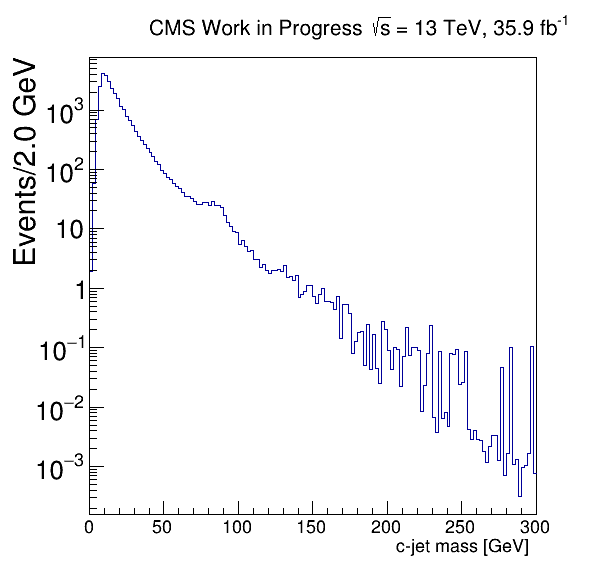 CMS Work in Progress √s = 13 TeV, 35.9 fb⁻¹
Events/2.0 GeV
10³
10²
10
1
10⁻¹
10⁻²
10⁻³
0 50 100 150 200 250 300
c-jet mass [GeV]